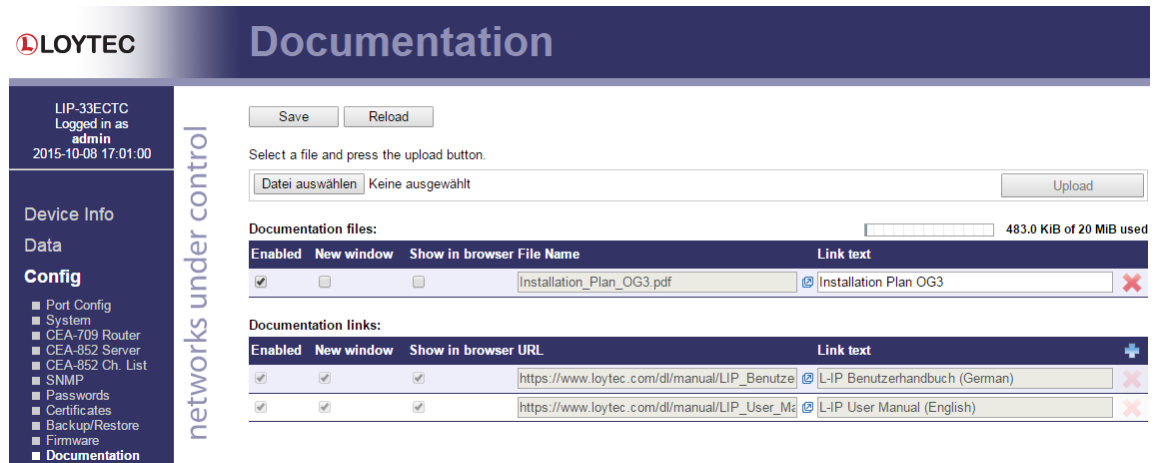 LOYTEC
Documentation
LIP-33ECTC
Logged in as
admin
2015-10-08 17:01:00
Device Info
Data
Config
Port Config
System
CEA-709 Router
CEA-852 Server
CEA-852 Ch. List
SNMP
Passwords
Certificates
Backup/Restore
Firmware
Documentation
networks under control
Save Reload
Select a file and press the upload button.
Datei auswählen Keine ausgewählt Upload
Documentation files: 483.0 KiB of 20 MiB used
Enabled New window Show in browser File Name Link text
Installation_Plan_OG3.pdf Installation Plan OG3
Documentation links:
Enabled New window Show in browser URL Link text
https://www.loytec.com/dl/manual/LIP_Benutze L-IP Benutzerhandbuch (German)
https://www.loytec.com/dl/manual/LIP_User_Ma L-IP User Manual (English)